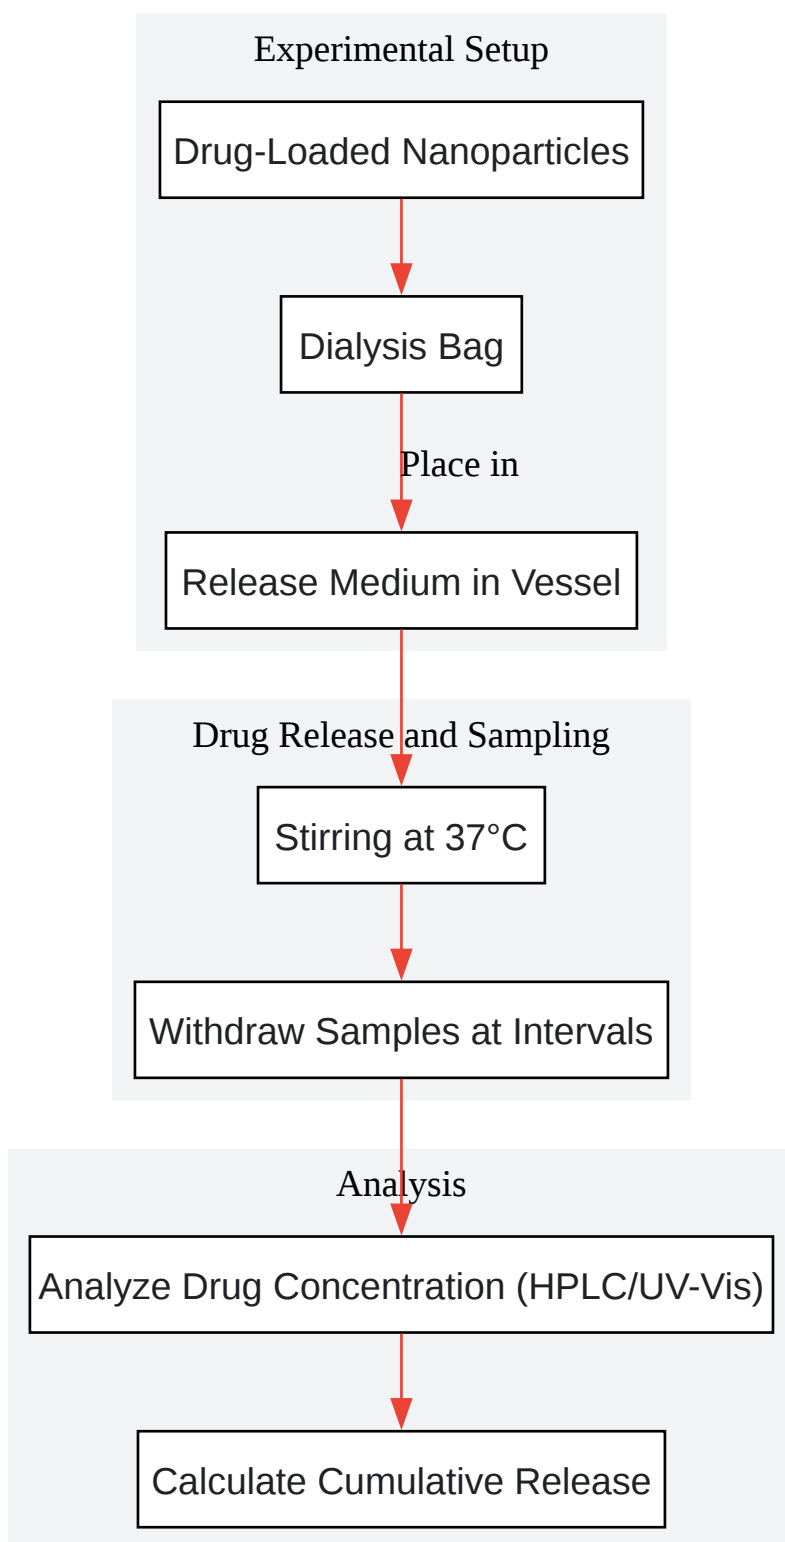 Experimental Setup
Drug-Loaded Nanoparticles
Dialysis Bag
Place in
Release Medium in Vessel
Drug Release and Sampling
Stirring at 37°C
Withdraw Samples at Intervals
Analysis
Analyze Drug Concentration (HPLC/UV-Vis)
Calculate Cumulative Release